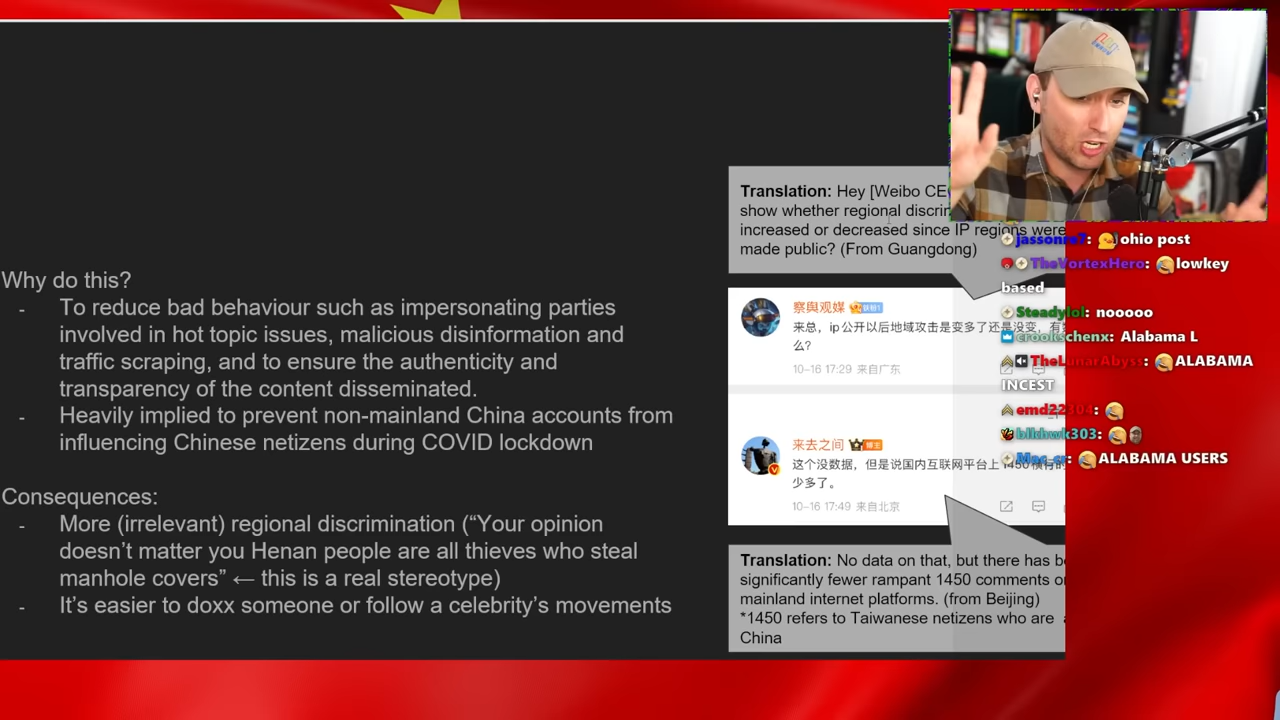 Why do this?
- To reduce bad behaviour such as impersonating parties
involved in hot topic issues, malicious disinformation and
traffic scraping, and to ensure the authenticity and
transparency of the content disseminated.
- Heavily implied to prevent non-mainland China accounts from
influencing Chinese netizens during COVID lockdown
Consequences:
- More (irrelevant) regional discrimination (“Your opinion
doesn’t matter you Henan people are all thieves who steal
manhole covers” ← this is a real stereotype)
- It’s easier to doxx someone or follow a celebrity’s movements
Translation: Hey [Weibo CE
show whether regional discrim
increased or decreased since IP regions were
made public? (From Guangdong)
察舆观媒
来总，ip公开以后地域攻击是变多了还是没变，有
么？
10-16 17:29 来自广东
来去之间
这个没数据，但是说国内互联网平台上1450横行的
少多了。
10-16 17:49 来自北京
Translation: No data on that, but there has be
significantly fewer rampant 1450 comments o
mainland internet platforms. (from Beijing)
*1450 refers to Taiwanese netizens who are
China
jassonre7: ohio post
TheVortexHero: lowkey
based
Steadylol: nooooo
crookschenx: Alabama L
TheLunarAbyss: ALABAMA
INCEST
emd22304:
blkhwk303:
ALABAMA USERS